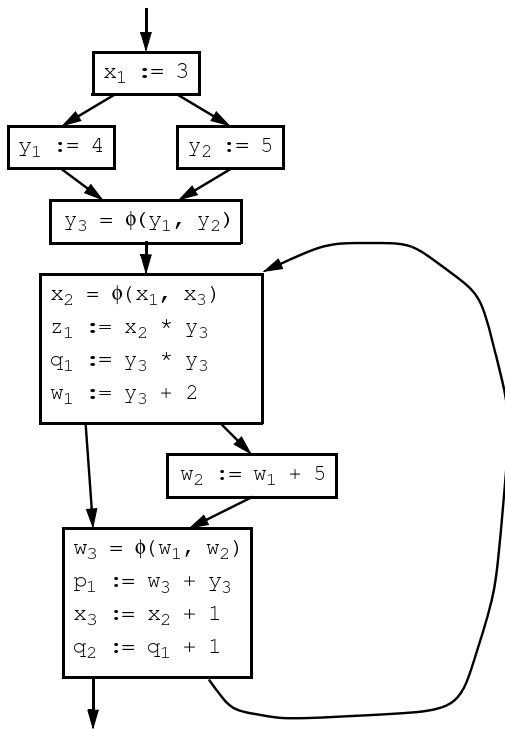 x₁ := 3
y₁ := 4
y₂ := 5
y₃ = ϕ(y₁, y₂)
x₂ = ϕ(x₁, x₃)
z₁ := x₂ * y₃
q₁ := y₃ * y₃
w₁ := y₃ + 2
w₂ := w₁ + 5
w₃ = ϕ(w₁, w₂)
p₁ := w₃ + y₃
x₃ := x₂ + 1
q₂ := q₁ + 1